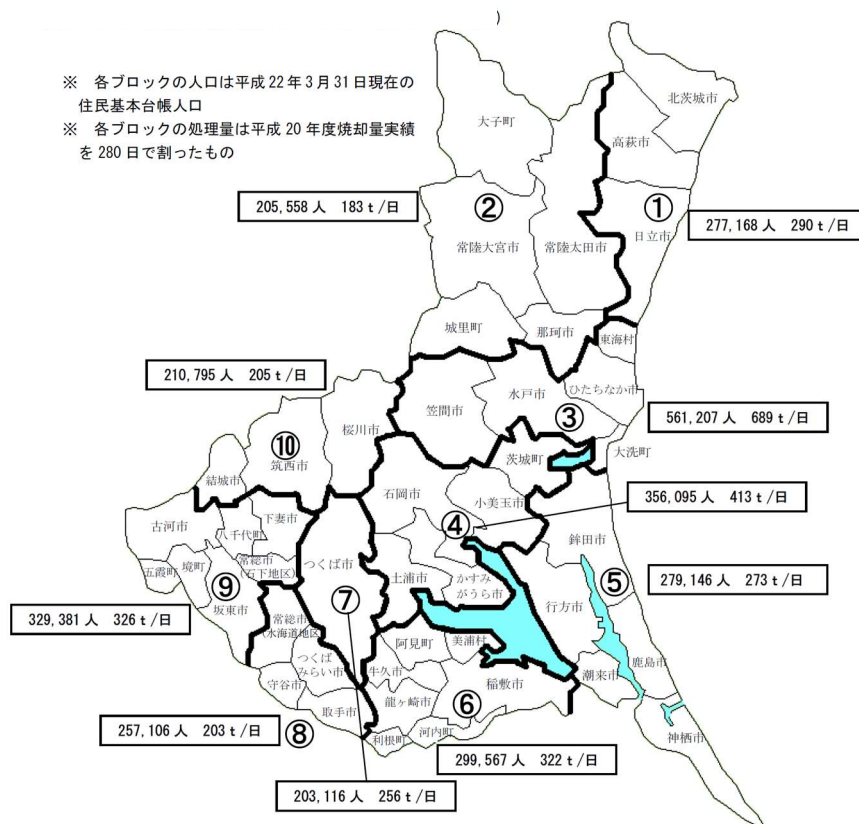 ※ 各ブロックの人口は平成22年3月31日現在の
住民基本台帳人口
※ 各ブロックの処理量は平成20年度焼却量実績
を280日で割ったもの
北茨城市
大子町
高萩市
205,558人 183t/日
②
①
日立市
277,168人 290t/日
常陸大宮市
常陸太田市
城里町
那珂市
東海村
210,795人 205t/日
水戸市
ひたちなか市
笠間市
桜川市
③
561,207人 689t/日
⑩
筑西市
茨城町
大洗町
結城市
石岡市
小美玉市
356,095人 413t/日
古河市
八千代町
下妻市
④
鉾田市
五霞町
境町
常総市
(石下地区)
つくば市
土浦市
かすみ
がうら市
⑤
279,146人 273t/日
⑨
坂東市
⑦
行方市
329,381人 326t/日
常総市
(水海道地区)
阿見町
美浦村
つくば
みらい市
牛久市
稲敷市
潮来市
鹿島市
守谷市
取手市
龍ヶ崎市
⑥
257,106人 203t/日
⑧
利根町
河内町
神栖市
299,567人 322t/日
203,116人 256t/日